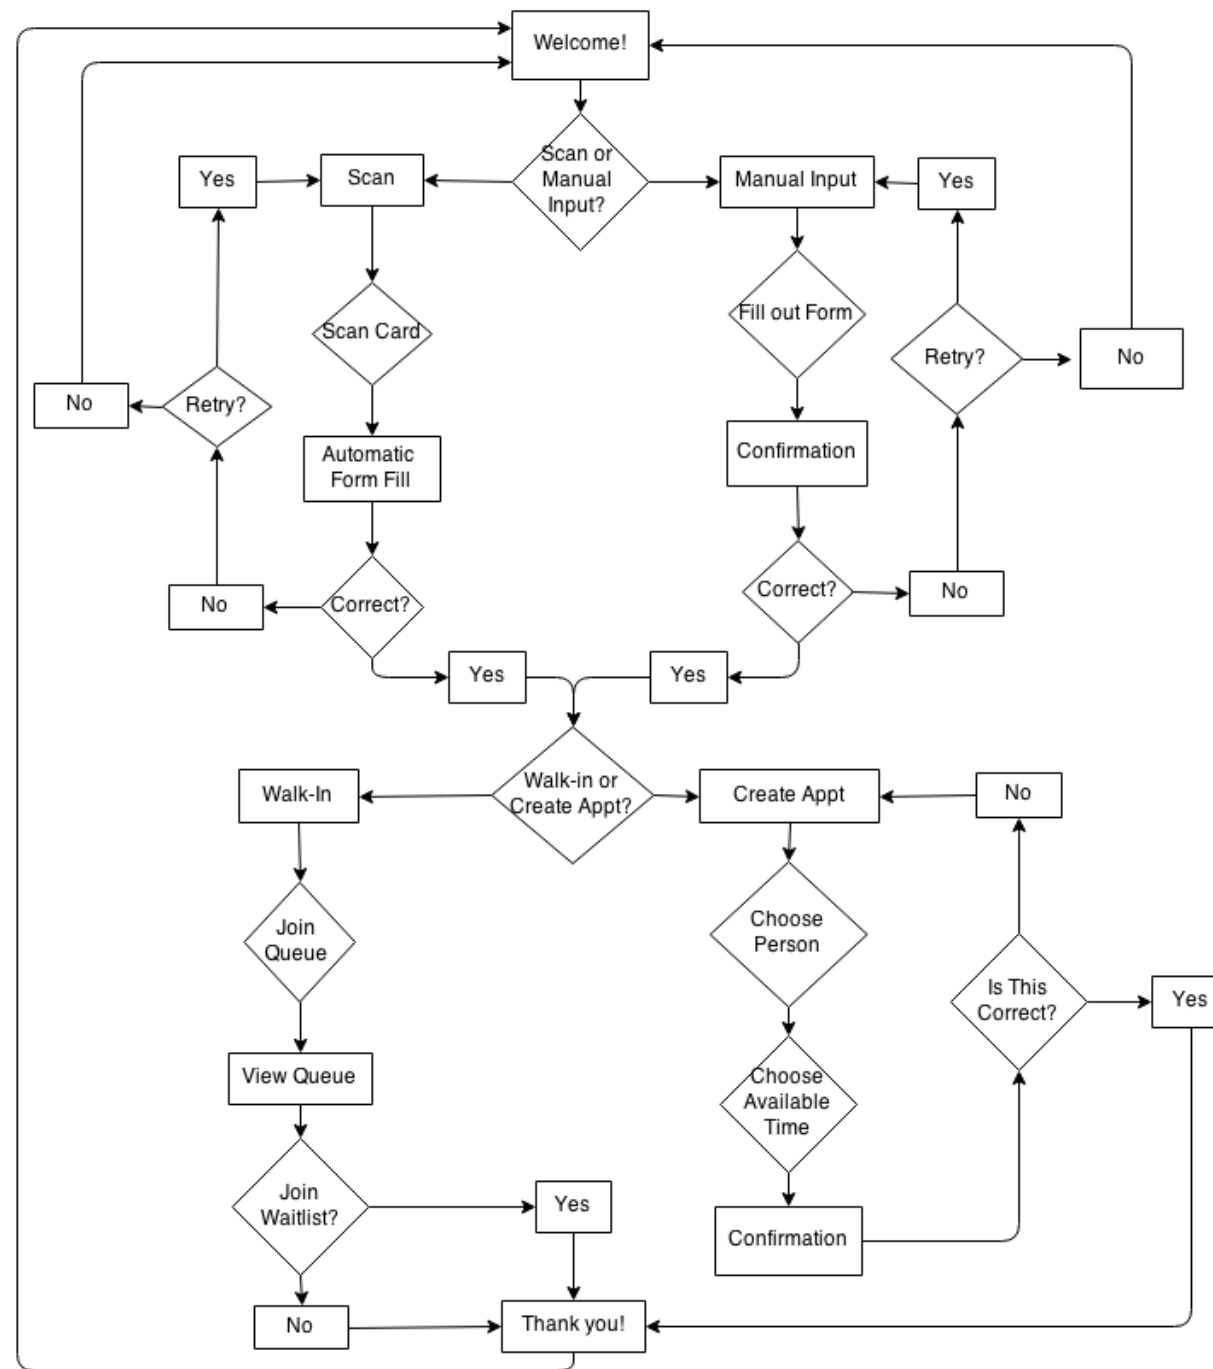 Welcome!
Scan or
Manual
Input?
Yes
Scan
Manual Input
Yes
Scan Card
Fill out Form
No
Retry?
Retry?
No
Automatic
Form Fill
Confirmation
No
Correct?
Correct?
No
Yes
Yes
Walk-in or
Create Appt?
Walk-In
Create Appt
No
Join
Queue
Choose
Person
Is This
Correct?
Yes
View Queue
Choose
Available
Time
Join
Waitlist?
Yes
Confirmation
No
Thank you!